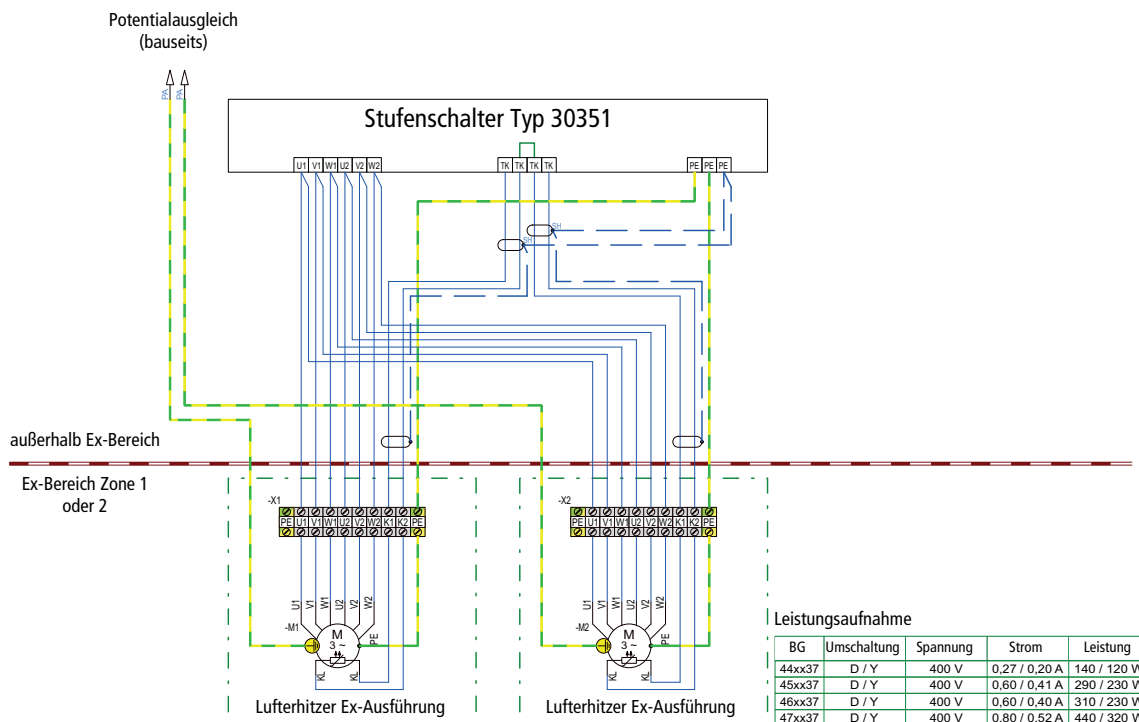 Potentialausgleich
(bauseits)
PA PA
Stufenschalter Typ 30351
U1 V1 W1 U2 V2 W2 TK TK TK TK PE PE PE
SH
SH
außerhalb Ex-Bereich
Ex-Bereich Zone 1
oder 2
-X1 -X2
PE U1 V1 W1 U2 V2 W2 K1 K2 PE PE U1 V1 W1 U2 V2 W2 K1 K2 PE
U1 V1 W1 U2 V2 W2 U1 V1 W1 U2 V2 W2
-M1 M 3 ~ PE -M2 M 3 ~ PE
KL KL KL KL
Lufterhitzer Ex-Ausführung Lufterhitzer Ex-Ausführung
Leistungsaufnahme
BG Umschaltung Spannung Strom Leistung
44xx37 D / Y 400 V 0,27 / 0,20 A 140 / 120 W
45xx37 D / Y 400 V 0,60 / 0,41 A 290 / 230 W
46xx37 D / Y 400 V 0,60 / 0,40 A 310 / 230 W
47xx37 D / Y 400 V 0,80 / 0,52 A 440 / 320 W